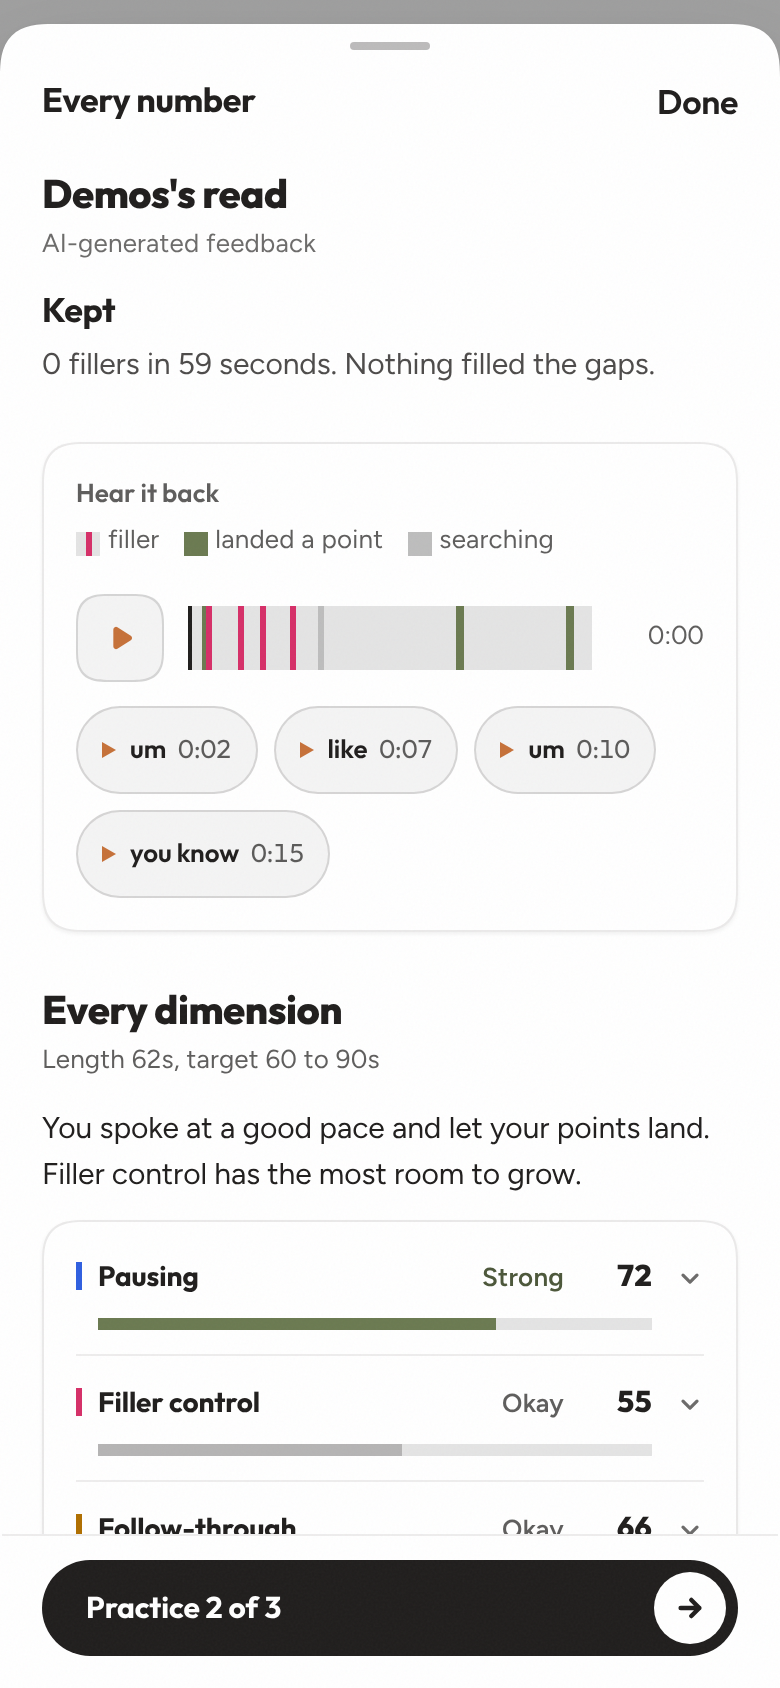 Every number
Done
Demos's read
AI-generated feedback
Kept
0 fillers in 59 seconds. Nothing filled the gaps.
Hear it back
filler landed a point searching
0:00
um 0:02 like 0:07 um 0:10
you know 0:15
Every dimension
Length 62s, target 60 to 90s
You spoke at a good pace and let your points land.
Filler control has the most room to grow.
Pausing Strong 72
Filler control Okay 55
Follow-through Okay 66
Practice 2 of 3